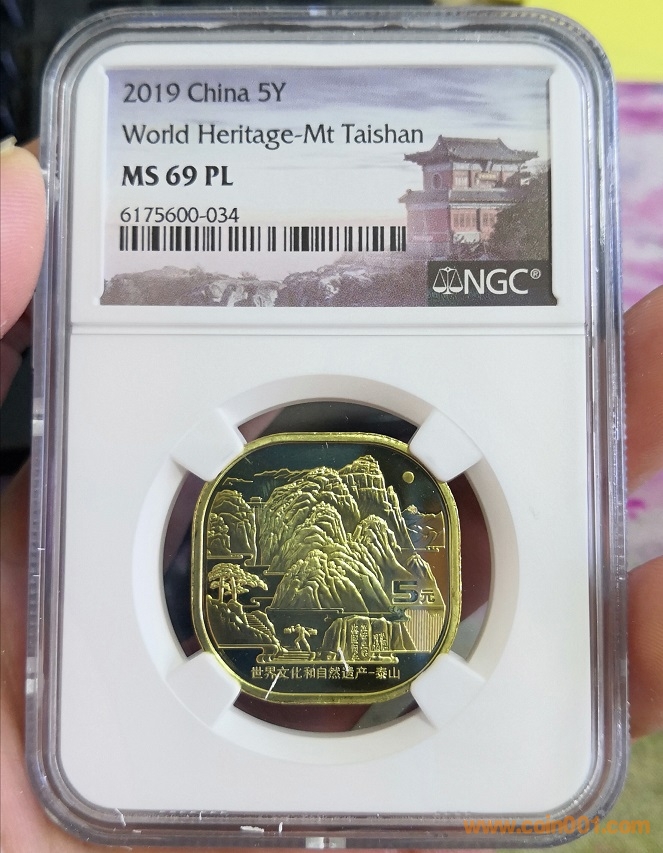 2019 China 5Y
World Heritage-Mt Taishan
MS 69 PL
6175600-034
NGC®
5元
世界文化和自然遗产-泰山
www.coin001.com